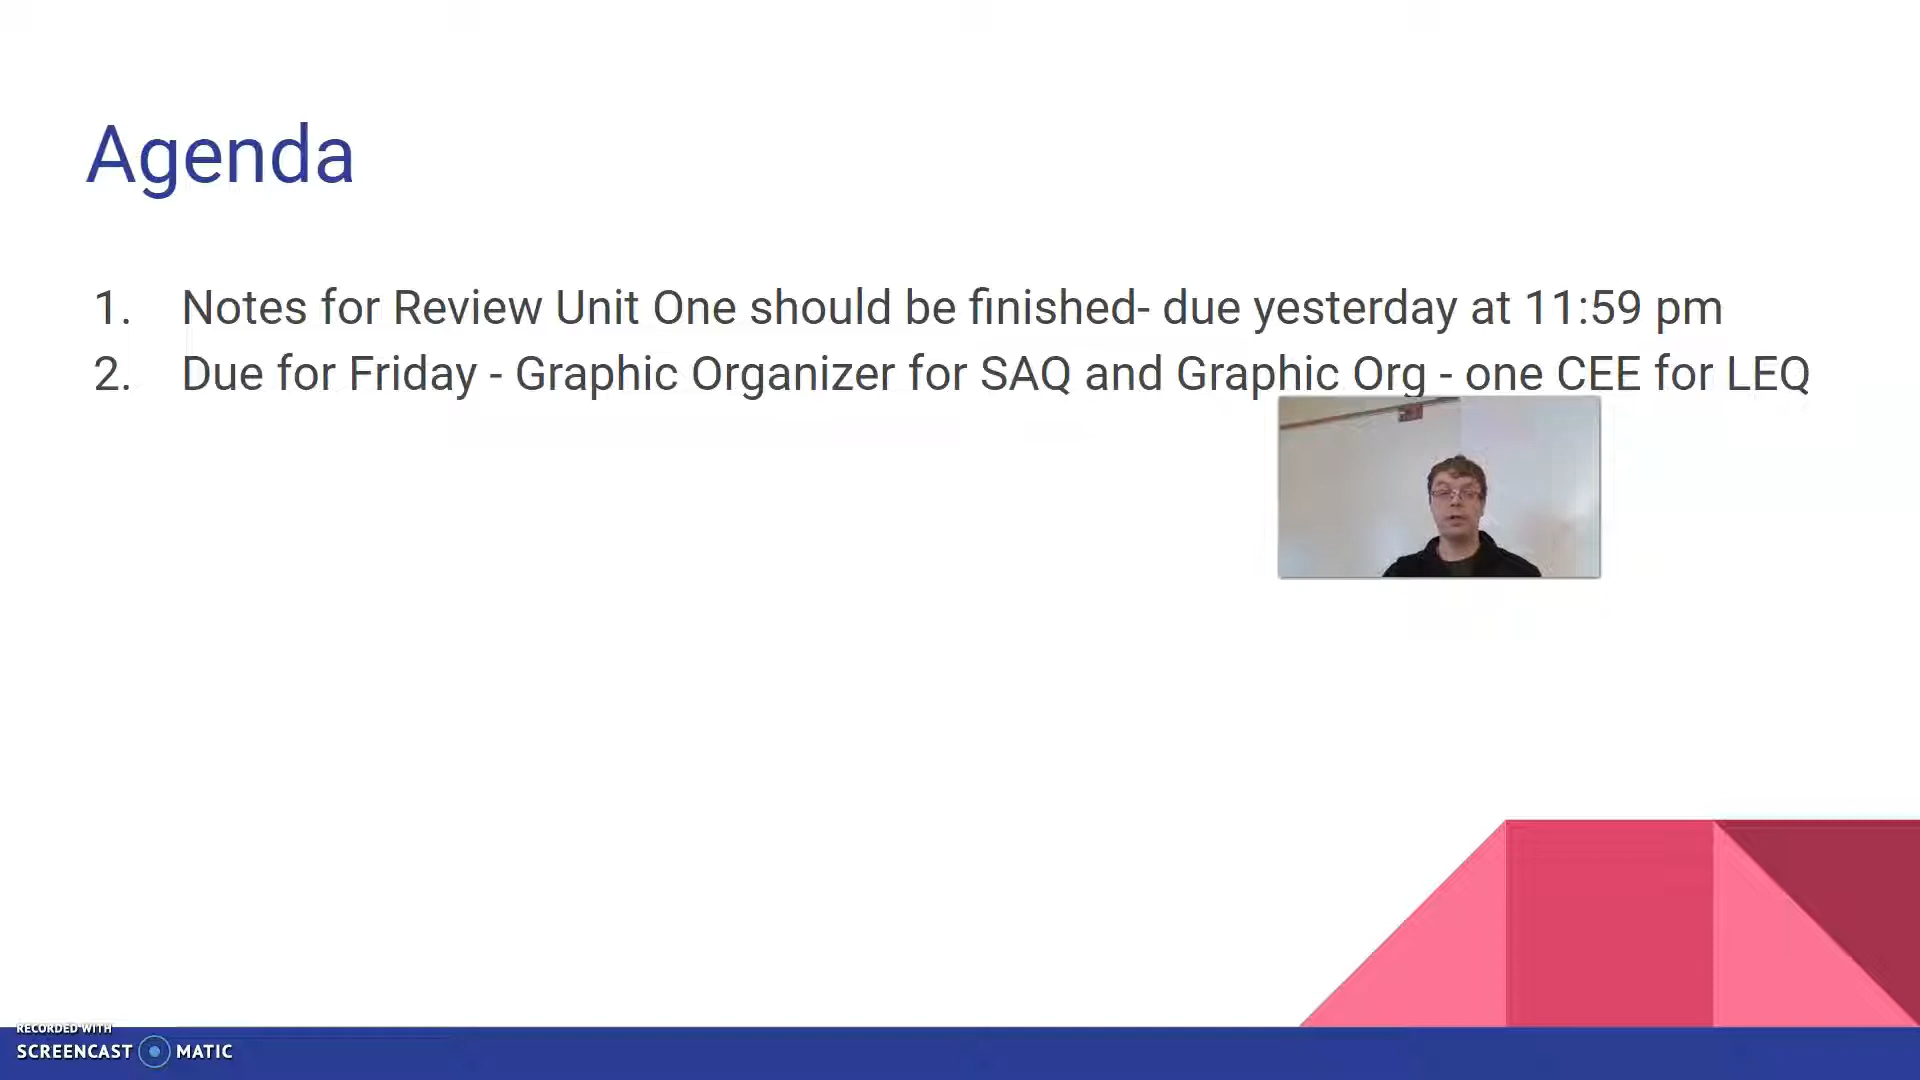 Agenda
1. Notes for Review Unit One should be finished- due yesterday at 11:59 pm
2. Due for Friday - Graphic Organizer for SAQ and Graphic Org - one CEE for LEQ
RECORDED WITH
SCREENCAST MATIC